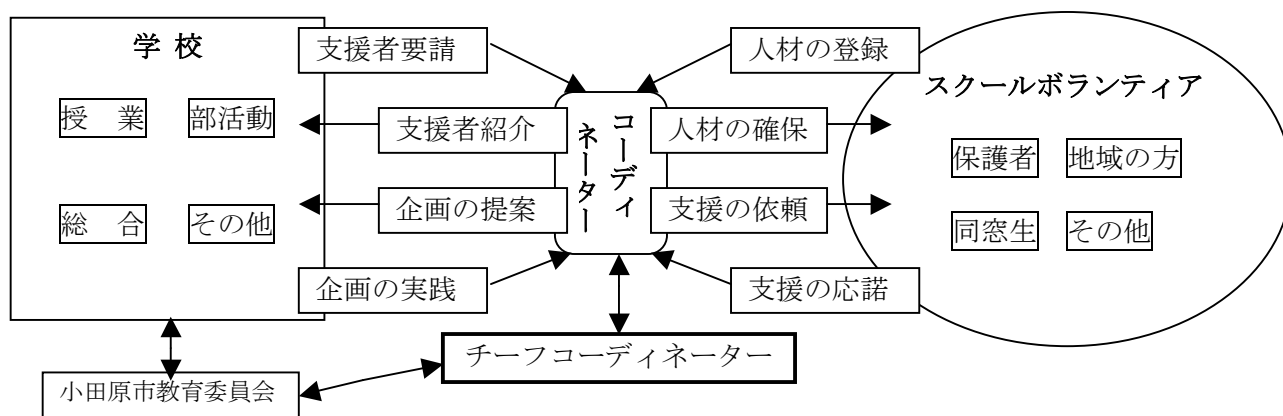 学 校
授 業
部活動
総 合
その他
支援者要請
支援者紹介
企画の提案
企画の実践
コーディ
ネーター
人材の登録
人材の確保
支援の依頼
支援の応諾
スクールボランティア
保護者
地域の方
同窓生
その他
チーフコーディネーター
小田原市教育委員会